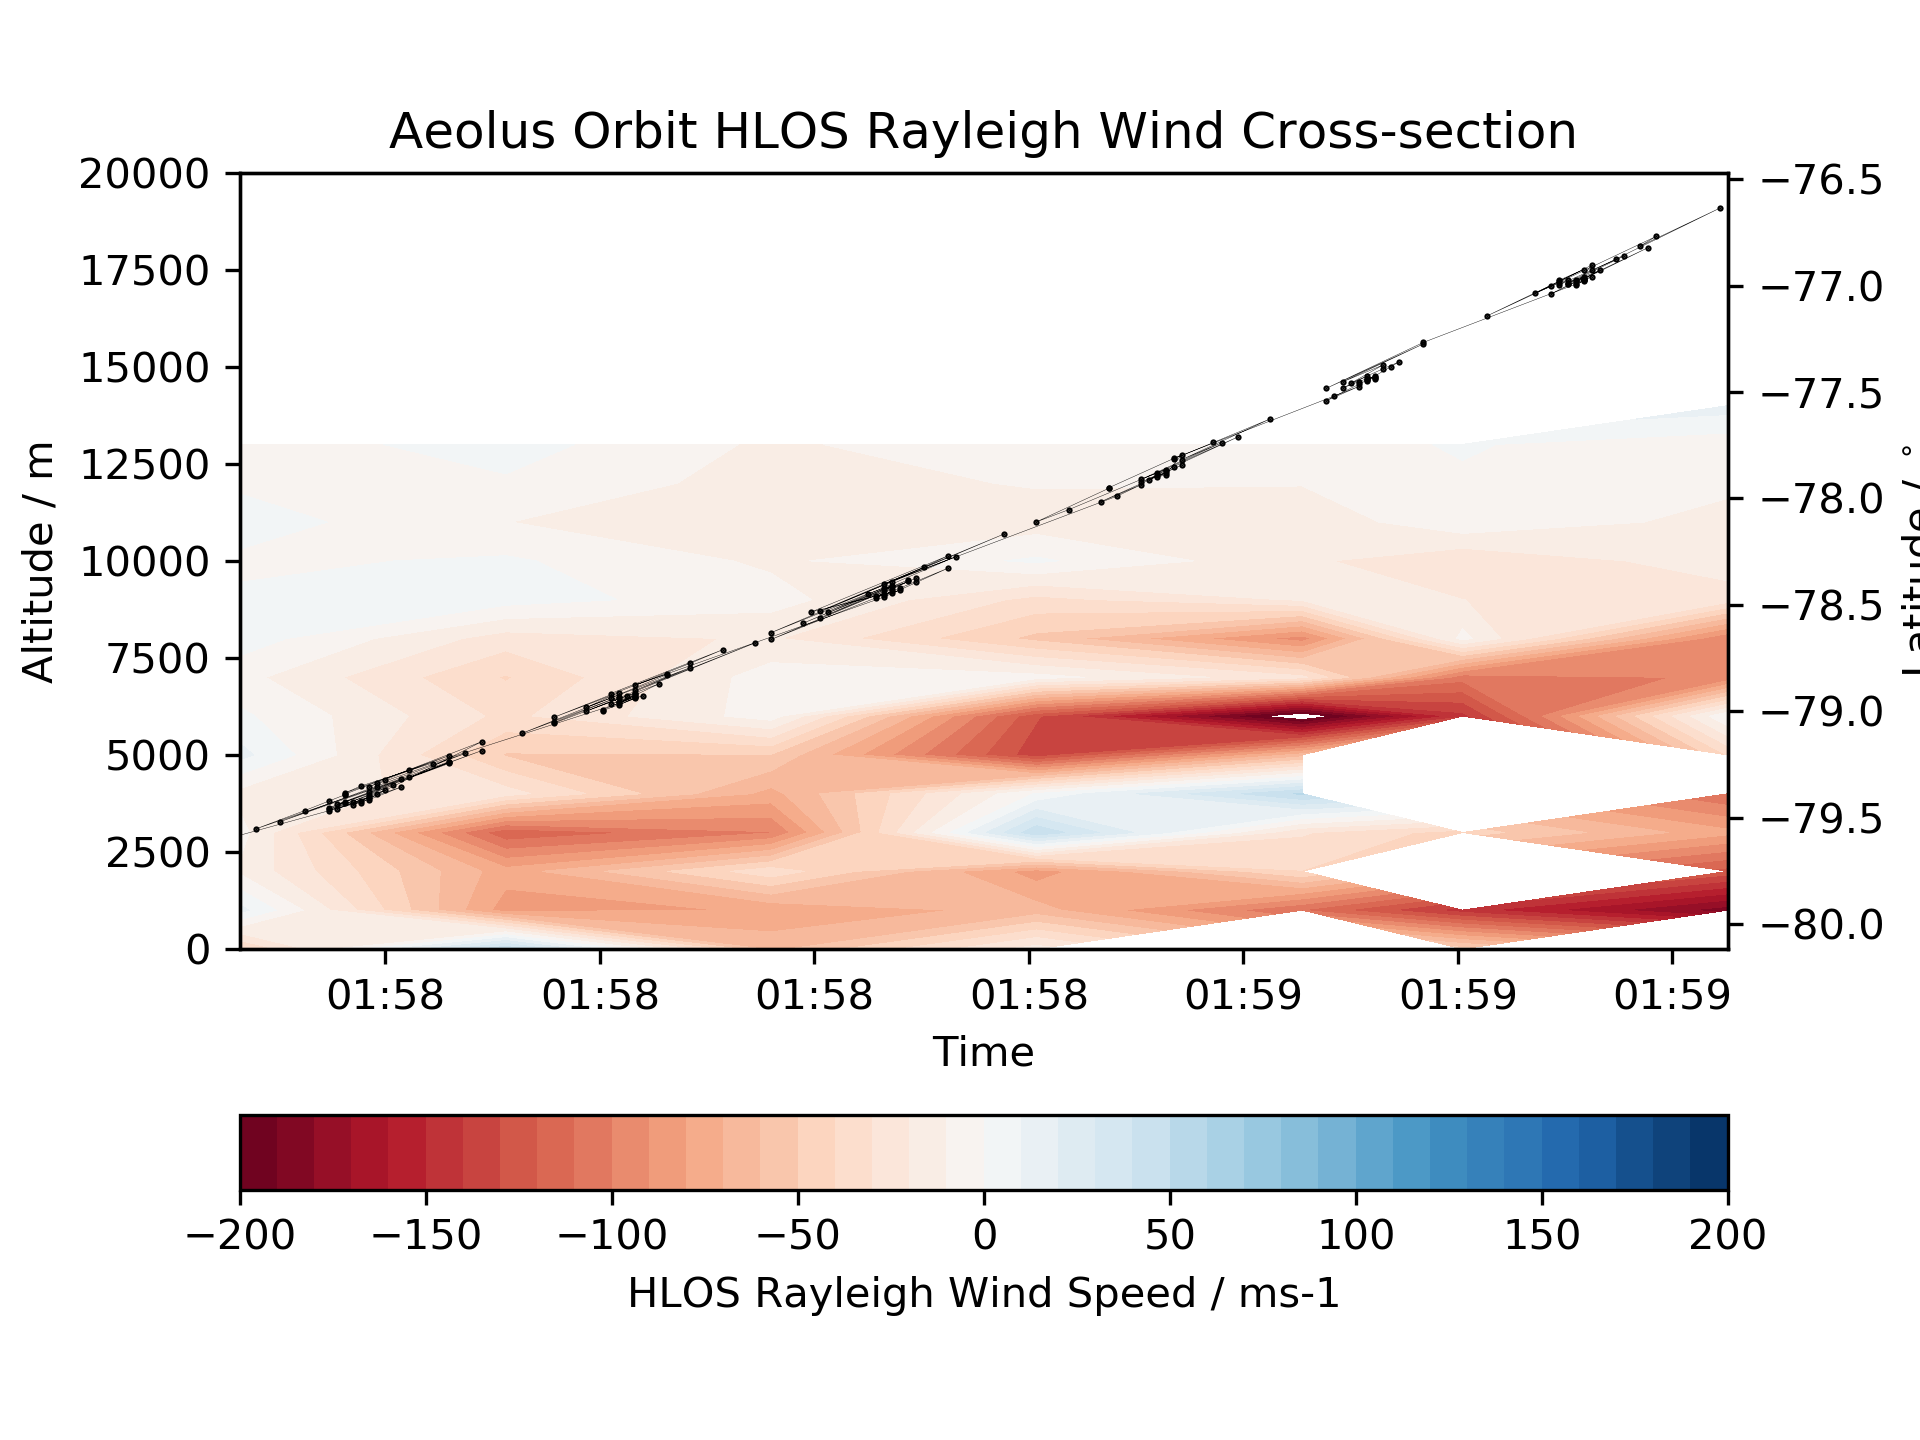 Aeolus Orbit HLOS Rayleigh Wind Cross-section
20000
17500
15000
12500
10000
7500
5000
2500
0
Altitude / m
−76.5
−77.0
−77.5
−78.0
−78.5
−79.0
−79.5
−80.0
Latitude / °
01:58 01:58 01:58 01:58 01:59 01:59 01:59
Time
−200 −150 −100 −50 0 50 100 150 200
HLOS Rayleigh Wind Speed / ms-1